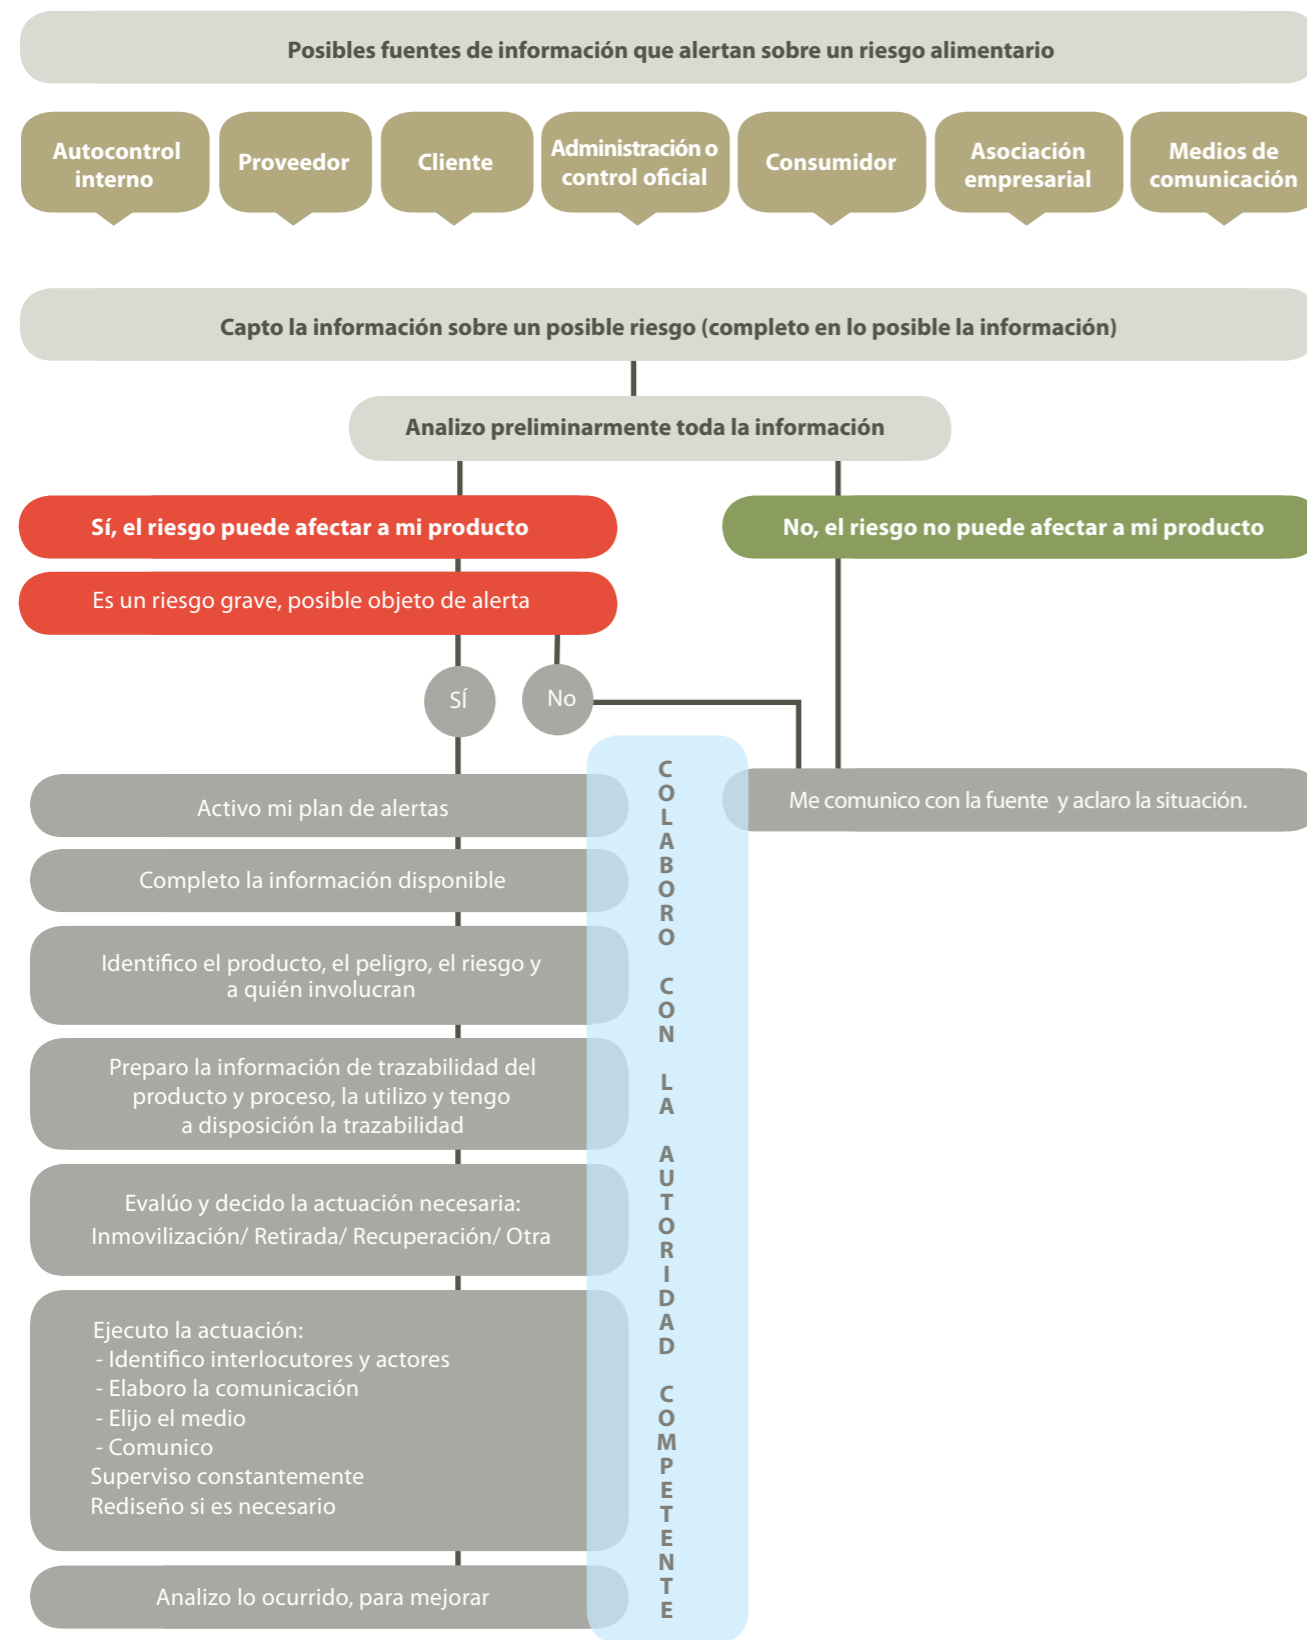 Posibles fuentes de información que alertan sobre un riesgo alimentario
Autocontrol
interno
Proveedor
Cliente
Administración o
control oficial
Consumidor
Asociación
empresarial
Medios de
comunicación
Capto la información sobre un posible riesgo (completo en lo posible la información)
Analizo preliminarmente toda la información
Sí, el riesgo puede afectar a mi producto
No, el riesgo no puede afectar a mi producto
Es un riesgo grave, posible objeto de alerta
SÍ
No
Me comunico con la fuente y aclaro la situación.
Activo mi plan de alertas
Completo la información disponible
Identifico el producto, el peligro, el riesgo y
a quién involucran
Preparo la información de trazabilidad del
producto y proceso, la utilizo y tengo
a disposición la trazabilidad
Evalúo y decido la actuación necesaria:
Inmovilización/ Retirada/ Recuperación/ Otra
Ejecuto la actuación:
- Identifico interlocutores y actores
- Elaboro la comunicación
- Elijo el medio
- Comunico
Superviso constantemente
Rediseño si es necesario
Analizo lo ocurrido, para mejorar
COLABORO CON LA AUTORIDAD COMPETENTE